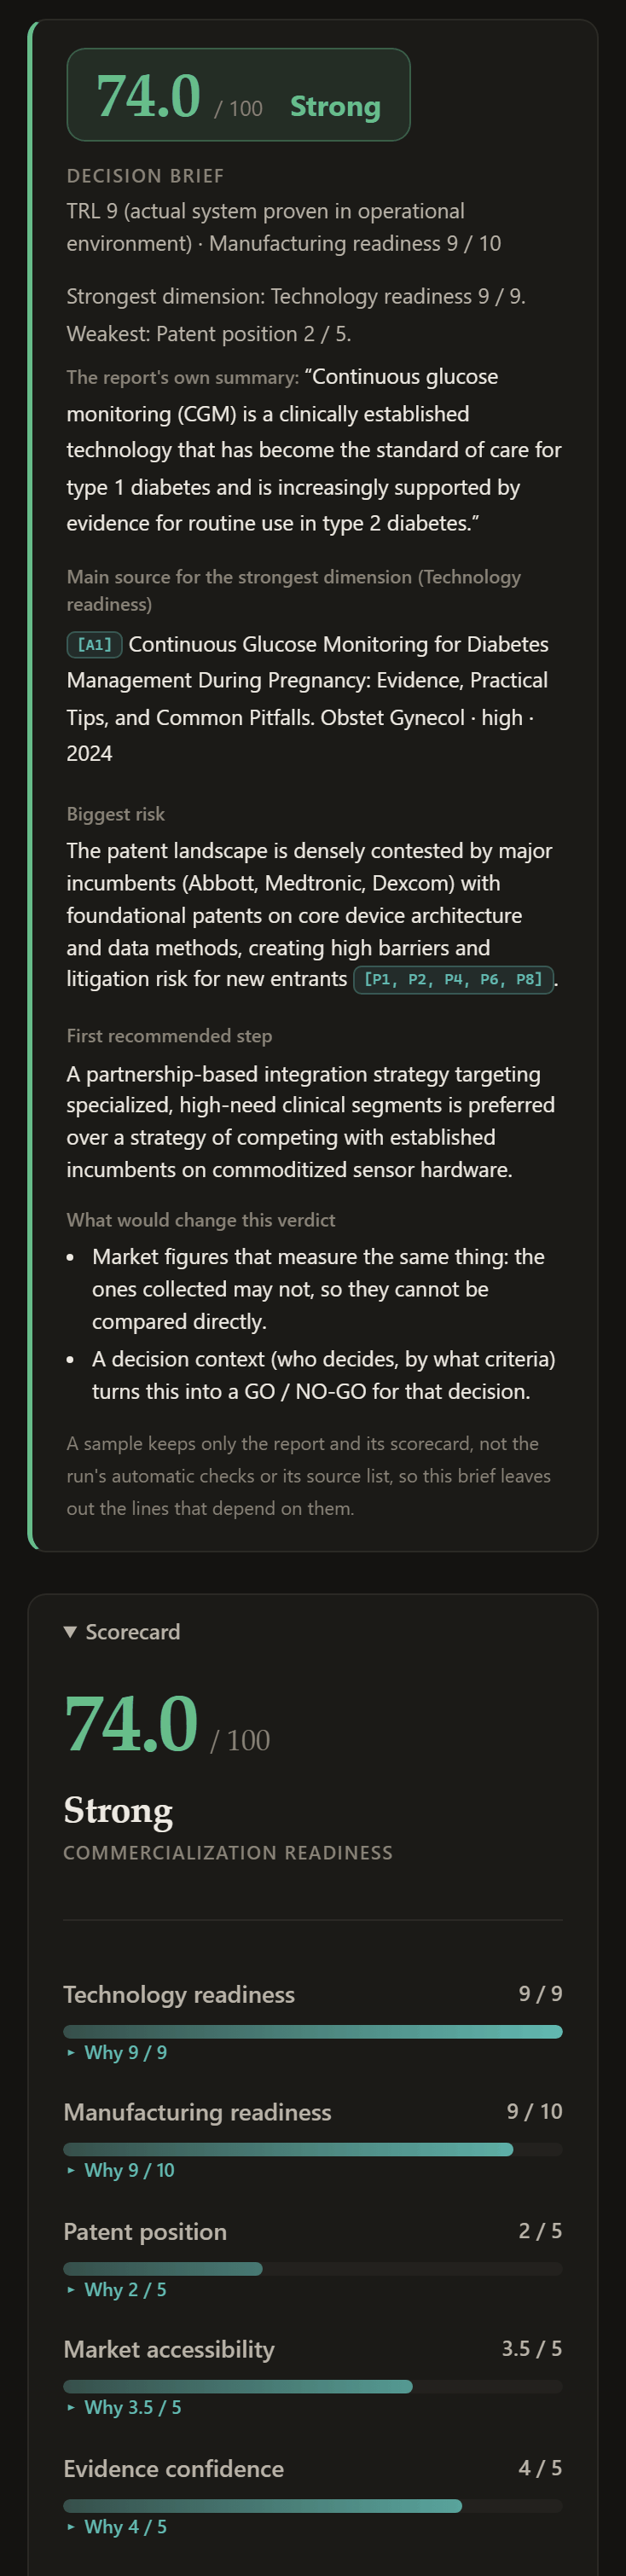 74.0 / 100 Strong
DECISION BRIEF
TRL 9 (actual system proven in operational
environment) · Manufacturing readiness 9 / 10
Strongest dimension: Technology readiness 9 / 9.
Weakest: Patent position 2 / 5.
The report's own summary: “Continuous glucose
monitoring (CGM) is a clinically established
technology that has become the standard of care for
type 1 diabetes and is increasingly supported by
evidence for routine use in type 2 diabetes.”
Main source for the strongest dimension (Technology
readiness)
[A1] Continuous Glucose Monitoring for Diabetes
Management During Pregnancy: Evidence, Practical
Tips, and Common Pitfalls. Obstet Gynecol · high ·
2024
Biggest risk
The patent landscape is densely contested by major
incumbents (Abbott, Medtronic, Dexcom) with
foundational patents on core device architecture
and data methods, creating high barriers and
litigation risk for new entrants [P1, P2, P4, P6, P8].
First recommended step
A partnership-based integration strategy targeting
specialized, high-need clinical segments is preferred
over a strategy of competing with established
incumbents on commoditized sensor hardware.
What would change this verdict
• Market figures that measure the same thing: the
ones collected may not, so they cannot be
compared directly.
• A decision context (who decides, by what criteria)
turns this into a GO / NO-GO for that decision.
A sample keeps only the report and its scorecard, not the
run's automatic checks or its source list, so this brief leaves
out the lines that depend on them.
▼ Scorecard
74.0 / 100
Strong
COMMERCIALIZATION READINESS
Technology readiness 9 / 9
▸ Why 9 / 9
Manufacturing readiness 9 / 10
▸ Why 9 / 10
Patent position 2 / 5
▸ Why 2 / 5
Market accessibility 3.5 / 5
▸ Why 3.5 / 5
Evidence confidence 4 / 5
▸ Why 4 / 5